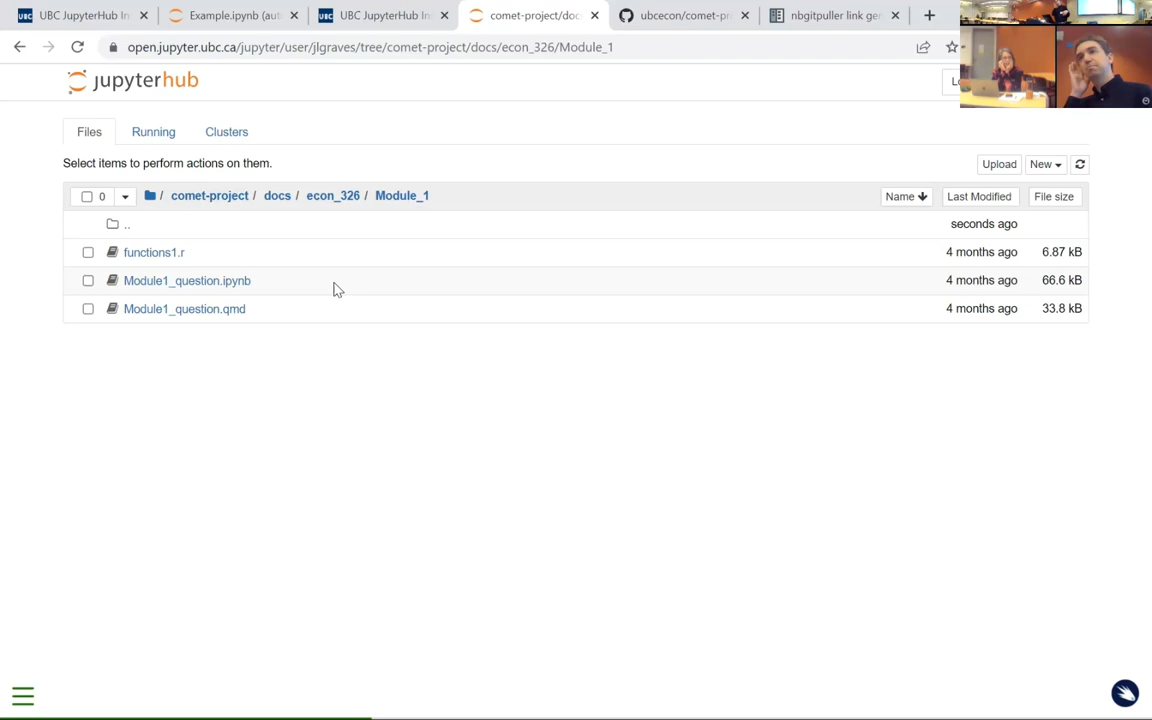 UBC JupyterHub In
Example.ipynb (aut
UBC JupyterHub In
comet-project/doc
ubcecon/comet-pr
nbgitpuller link gen
open.jupyter.ubc.ca/jupyter/user/jlgraves/tree/comet-project/docs/econ_326/Module_1
jupyterhub
Lo
Files Running Clusters
Select items to perform actions on them.
Upload New
0 / comet-project / docs / econ_326 / Module_1 Name Last Modified File size
.. seconds ago
functions1.r 4 months ago 6.87 kB
Module1_question.ipynb 4 months ago 66.6 kB
Module1_question.qmd 4 months ago 33.8 kB